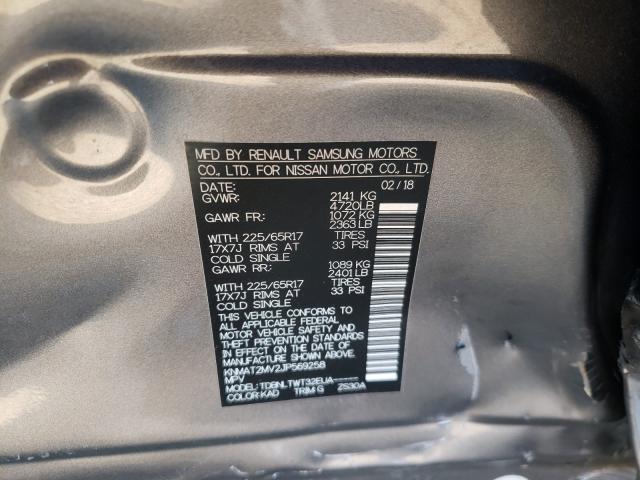 MFD BY RENAULT SAMSUNG MOTORS
CO., LTD. FOR NISSAN MOTOR CO., LTD.
DATE: 02/18
GVWR: 2141 KG
4720LB
GAWR FR: 1072 KG
2363 LB
WITH 225/65R17 TIRES
17X7J RIMS AT 33 PSI
COLD SINGLE
GAWR RR: 1089 KG
2401 LB
WITH 225/65R17 TIRES
17X7J RIMS AT 33 PSI
COLD SINGLE
THIS VEHICLE CONFORMS TO
ALL APPLICABLE FEDERAL
MOTOR VEHICLE SAFETY AND
THEFT PREVENTION STANDARDS
IN EFFECT ON THE DATE OF
MANUFACTURE SHOWN ABOVE.
KNMAT2MV2JP569258
MPV
MODEL: TDBNLTWT32EUA------
COLOR: KAD TRIM: G 2S30A